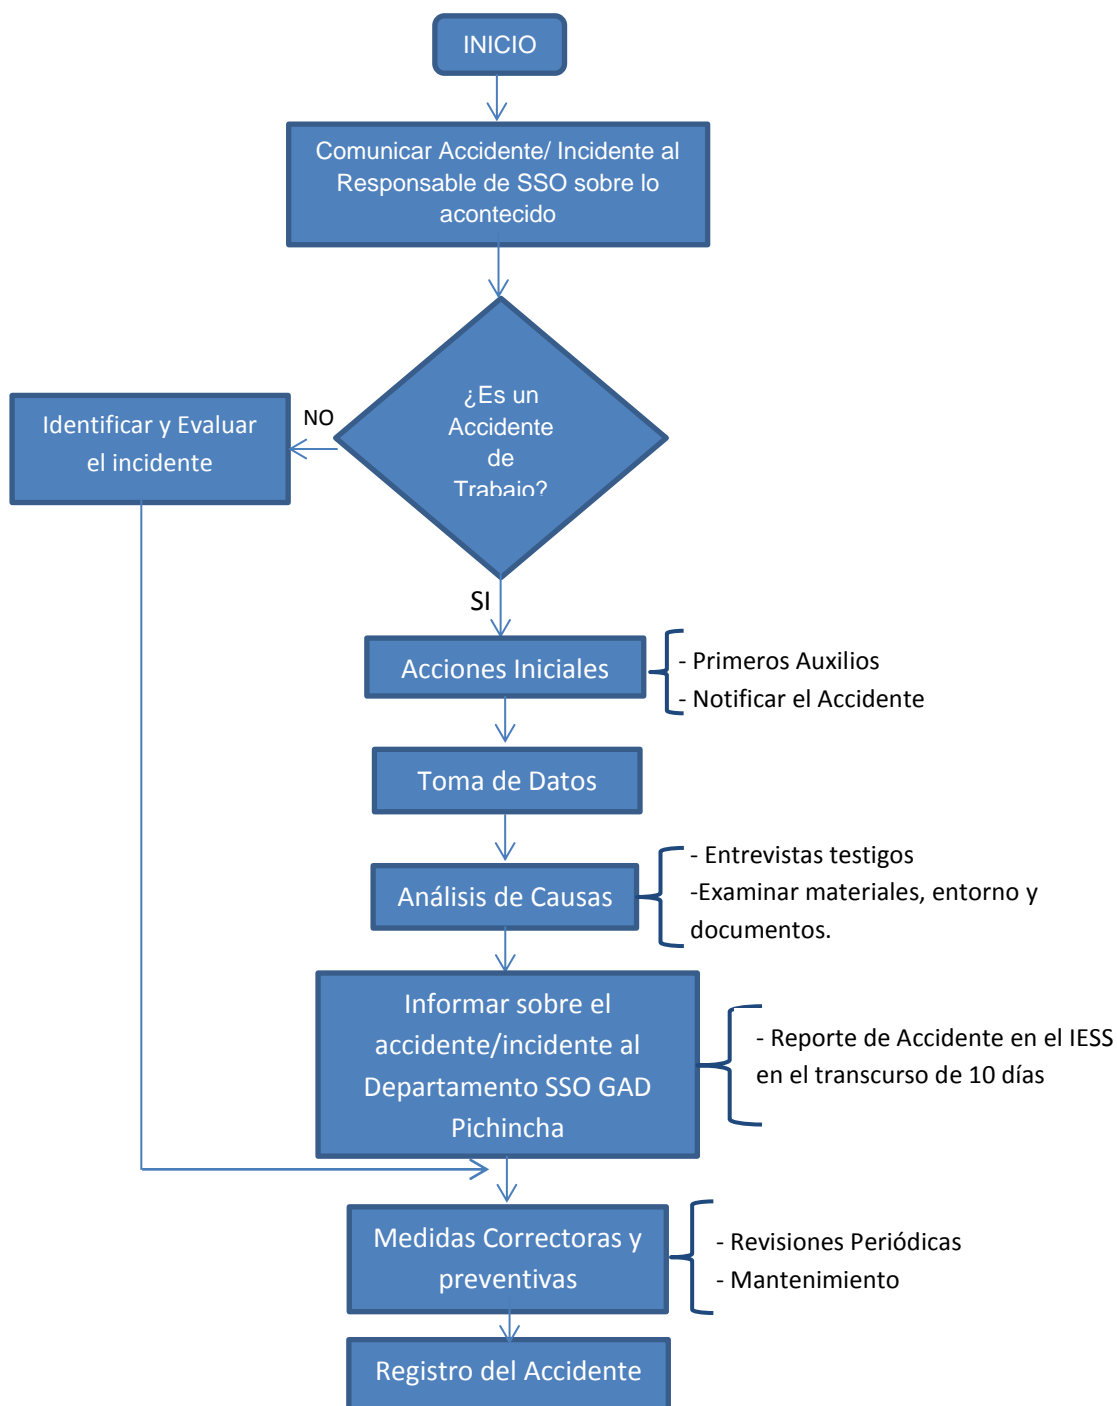 INICIO
Comunicar Accidente/ Incidente al
Responsable de SSO sobre lo
acontecido
¿Es un
Accidente
de
Trabajo?
NO
Identificar y Evaluar
el incidente
SI
Acciones Iniciales
- Primeros Auxilios
- Notificar el Accidente
Toma de Datos
Análisis de Causas
- Entrevistas testigos
-Examinar materiales, entorno y
documentos.
Informar sobre el
accidente/incidente al
Departamento SSO GAD
Pichincha
- Reporte de Accidente en el IESS
en el transcurso de 10 días
Medidas Correctoras y
preventivas
- Revisiones Periódicas
- Mantenimiento
Registro del Accidente